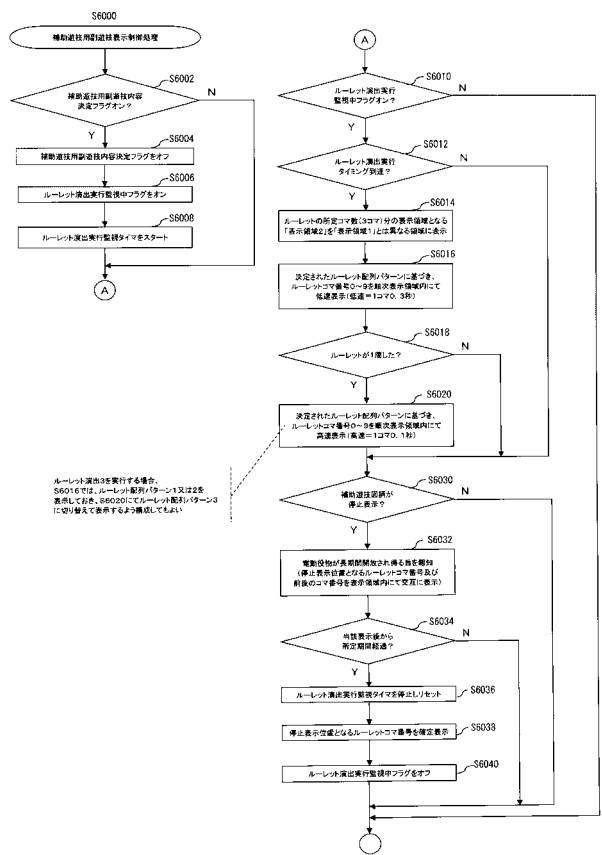 S6000
補助遊技用副遊技表示制御処理
S6002
補助遊技用副遊技内容
決定フラグオン?
N
Y
S6004
補助遊技用副遊技内容決定フラグをオフ
S6006
ルーレット演出実行監視中フラグをオン
S6008
ルーレット演出実行監視タイマをスタート
A
A
S6010
ルーレット演出実行
監視中フラグオン?
N
Y
S6012
ルーレット演出実行
タイミング到達?
N
Y
S6014
ルーレットの所定コマ数(3コマ)分の表示領域となる
「表示領域2」を「表示領域1」とは異なる領域に表示
S6016
決定されたルーレット配列パターンに基づき、
ルーレットコマ番号0~9を順次表示領域内にて
低速表示(低速=1コマ0.3秒)
S6018
ルーレットが1週した?
N
Y
S6020
決定されたルーレット配列パターンに基づき、
ルーレットコマ番号0~9を順次表示領域内にて
高速表示(高速=1コマ0.1秒)
ルーレット演出3を実行する場合、
S6016では、ルーレット配列パターン1又は2を
表示しておき、S6020にてルーレット配列パターン3
に切り替えて表示するよう構成してもよい
S6030
補助遊技図柄が
停止表示?
N
Y
S6032
電動役物が長期間開放され得る旨を報知
(停止表示位置となるルーレットコマ番号及び
前後のコマ番号を表示領域内にて交互に表示)
S6034
当該表示後から
所定期間経過?
N
Y
S6036
ルーレット演出実行監視タイマを停止しリセット
S6038
停止表示位置となるルーレットコマ番号を確定表示
S6040
ルーレット演出実行監視中フラグをオフ